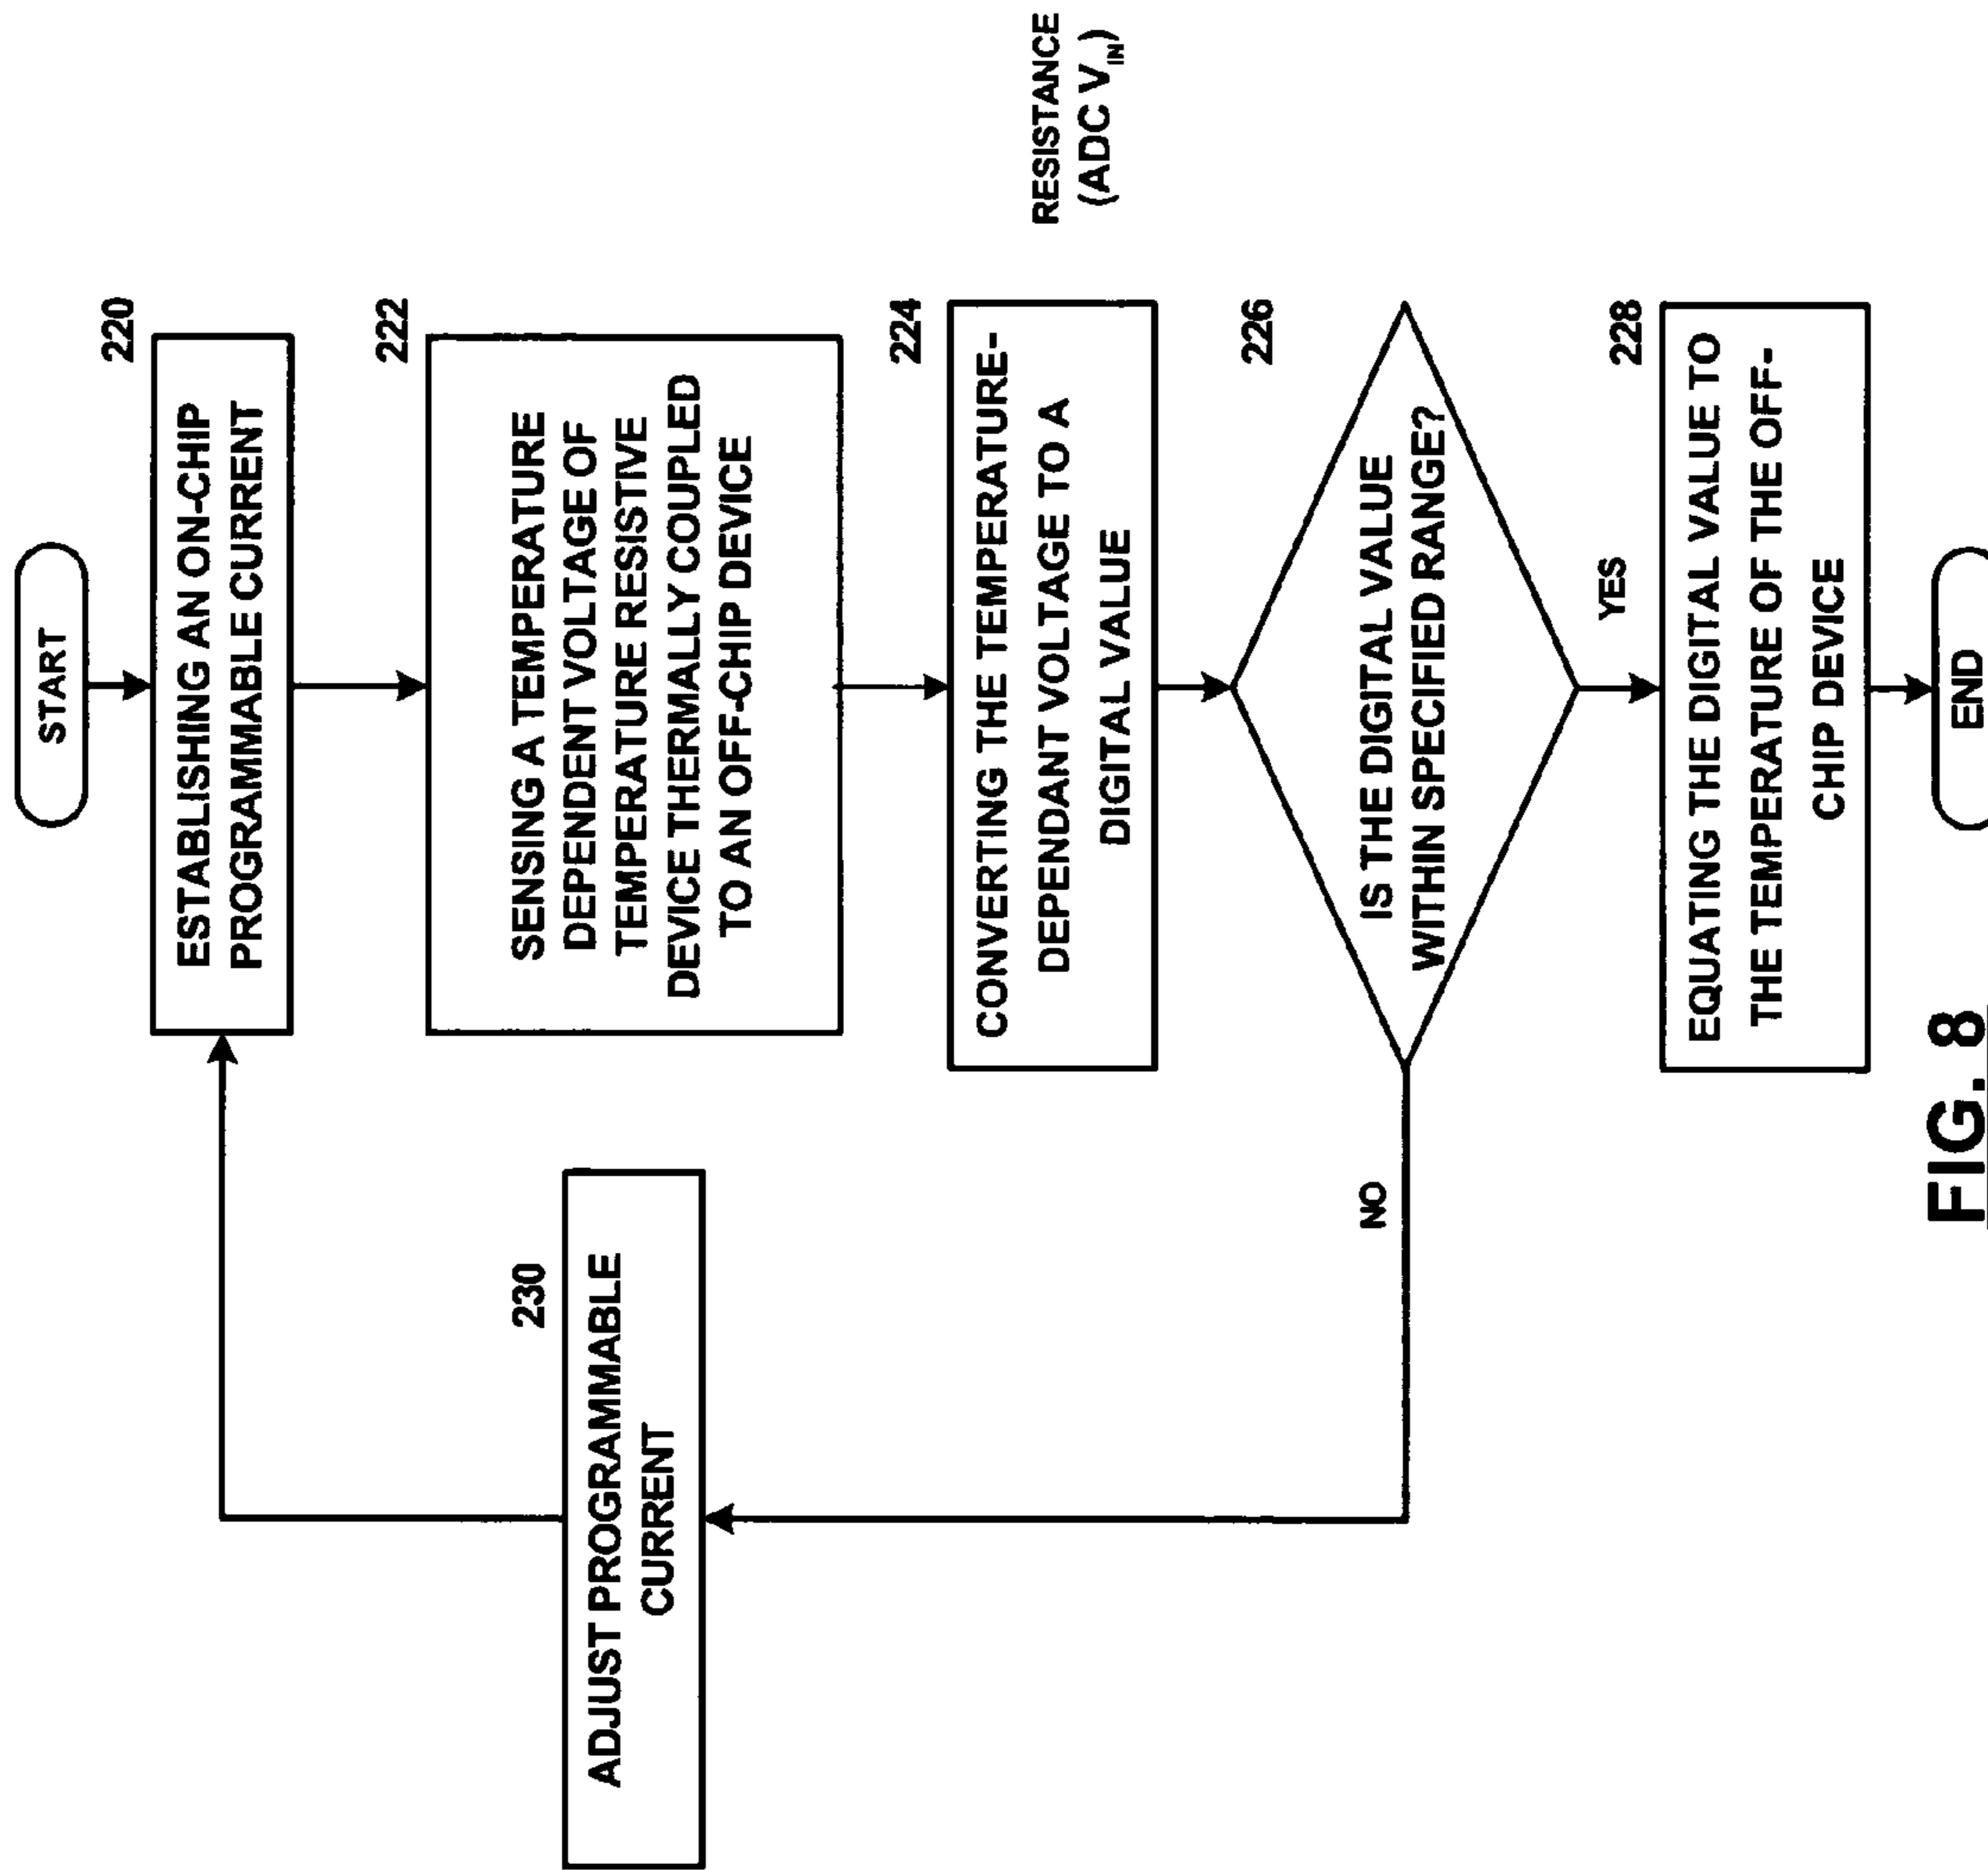 START
220
ESTABLISHING AN ON-CHIP
PROGRAMMABLE CURRENT
222
SENSING A TEMPERATURE
DEPENDENT VOLTAGE OF
TEMPERATURE RESISTIVE
DEVICE THERMALLY COUPLED
TO AN OFF-CHIP DEVICE
230
ADJUST PROGRAMMABLE
CURRENT
224
CONVERTING THE TEMPERATURE-
DEPENDANT VOLTAGE TO A
DIGITAL VALUE
RESISTANCE
(ADC VIN)
226
IS THE DIGITAL VALUE
WITHIN SPECIFIED RANGE?
NO
YES
228
EQUATING THE DIGITAL VALUE TO
THE TEMPERATURE OF THE OFF-
CHIP DEVICE
END
FIG. 8